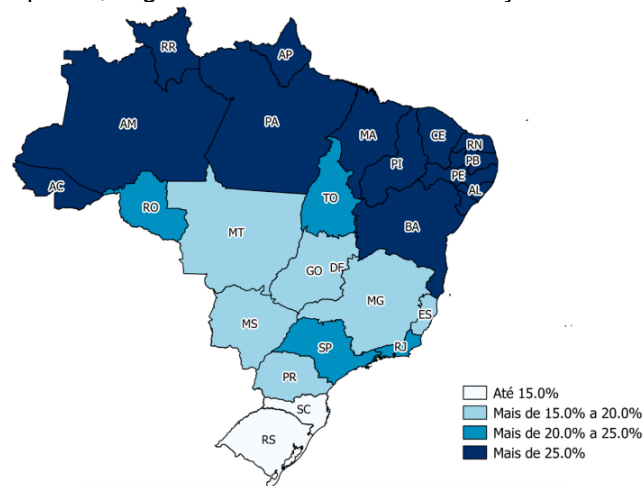 RR
AP
AM
PA
MA
CE
RN
PB
PI
PE
AL
AC
RO
TO
BA
MT
GO
DF
MG
ES
MS
SP
RJ
PR
SC
RS
Até 15.0%
Mais de 15.0% a 20.0%
Mais de 20.0% a 25.0%
Mais de 25.0%